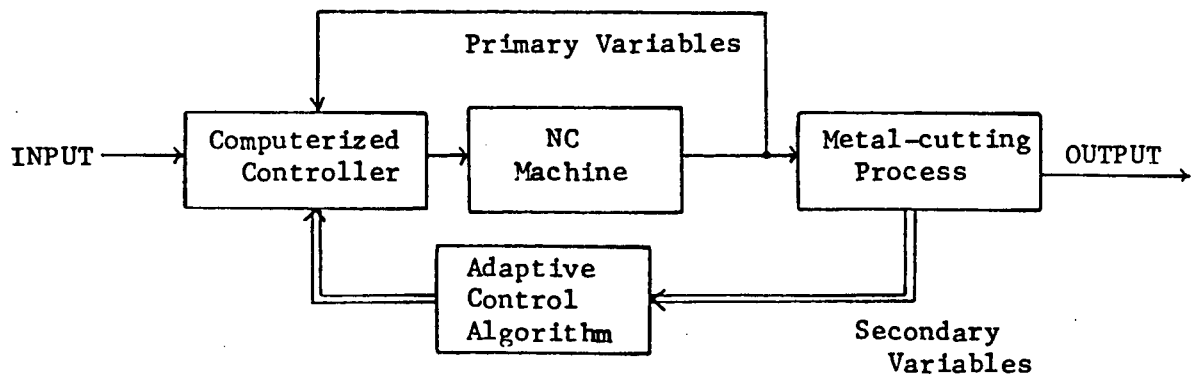 Primary Variables
INPUT
Computerized
Controller
NC
Machine
Metal-cutting
Process
OUTPUT
Adaptive
Control
Algorithm
Secondary
Variables